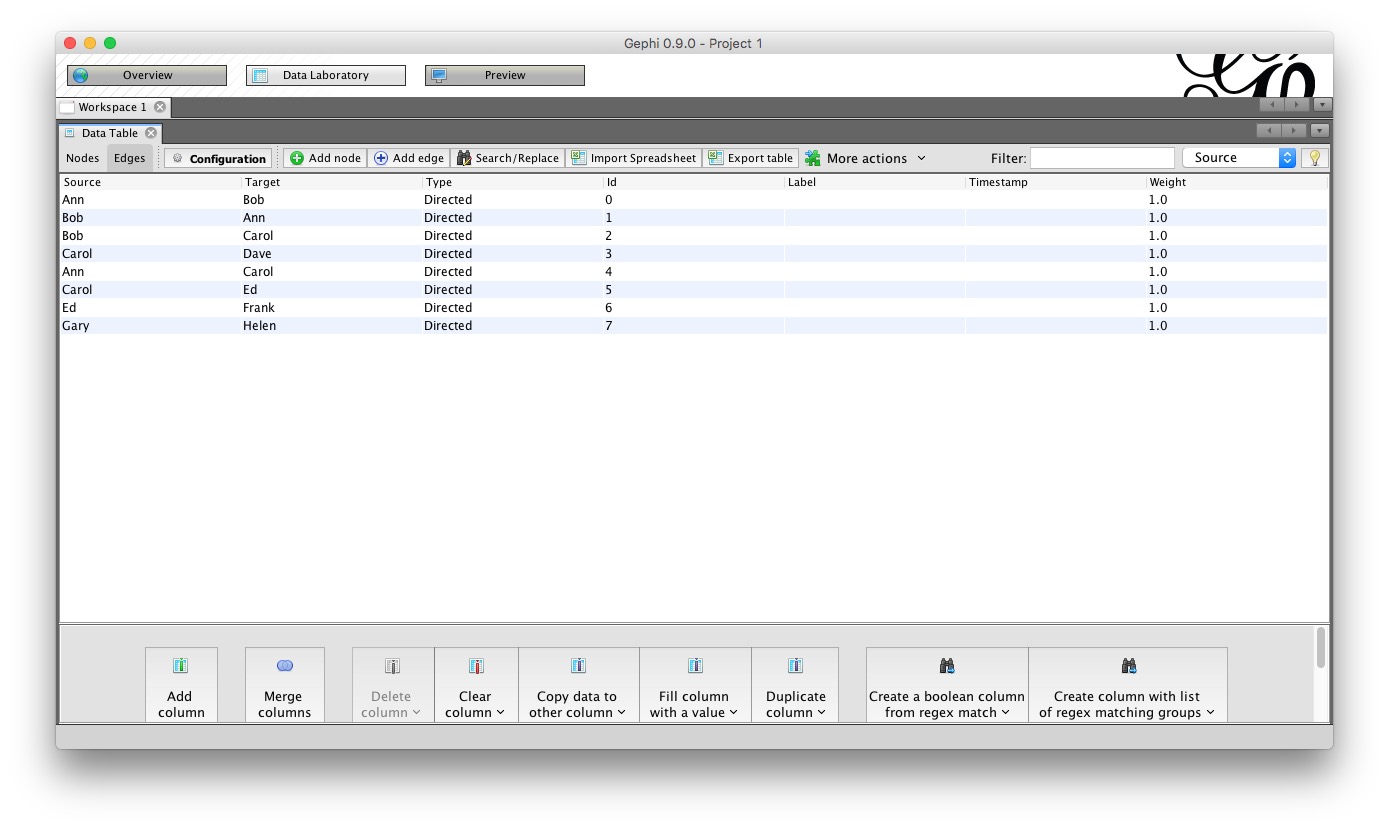 Gephi 0.9.0 - Project 1
Overview Data Laboratory Preview
Workspace 1
Data Table
Nodes Edges Configuration Add node Add edge Search/Replace Import Spreadsheet Export table More actions Filter: Source
Source Target Type Id Label Timestamp Weight
Ann Bob Directed 0 1.0
Bob Ann Directed 1 1.0
Bob Carol Directed 2 1.0
Carol Dave Directed 3 1.0
Ann Carol Directed 4 1.0
Carol Ed Directed 5 1.0
Ed Frank Directed 6 1.0
Gary Helen Directed 7 1.0
Add column
Merge columns
Delete column
Clear column
Copy data to other column
Fill column with a value
Duplicate column
Create a boolean column from regex match
Create column with list of regex matching groups